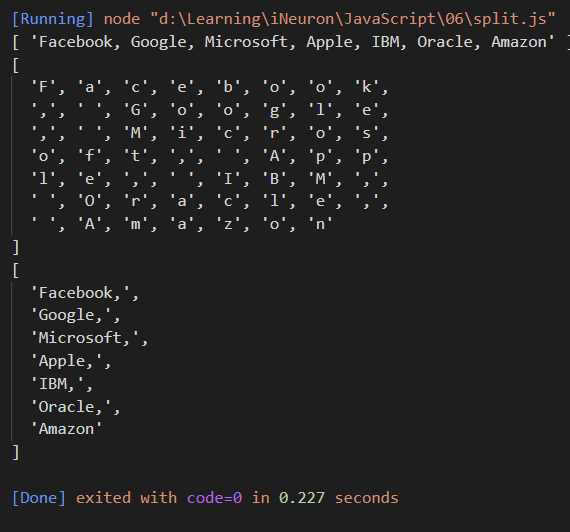 [Running] node "d:\Learning\iNeuron\JavaScript\06\split.js"
[ 'Facebook, Google, Microsoft, Apple, IBM, Oracle, Amazon' ]
[
  'F', 'a', 'c', 'e', 'b', 'o', 'o', 'k',
  ',', ' ', 'G', 'o', 'o', 'g', 'l', 'e',
  ',', ' ', 'M', 'i', 'c', 'r', 'o', 's',
  'o', 'f', 't', ',', ' ', 'A', 'p', 'p',
  'l', 'e', ',', ' ', 'I', 'B', 'M', ',',
  ' ', 'O', 'r', 'a', 'c', 'l', 'e', ',',
  ' ', 'A', 'm', 'a', 'z', 'o', 'n'
]
[
  'Facebook,',
  'Google,',
  'Microsoft,',
  'Apple,',
  'IBM,',
  'Oracle,',
  'Amazon'
]
[Done] exited with code=0 in 0.227 seconds